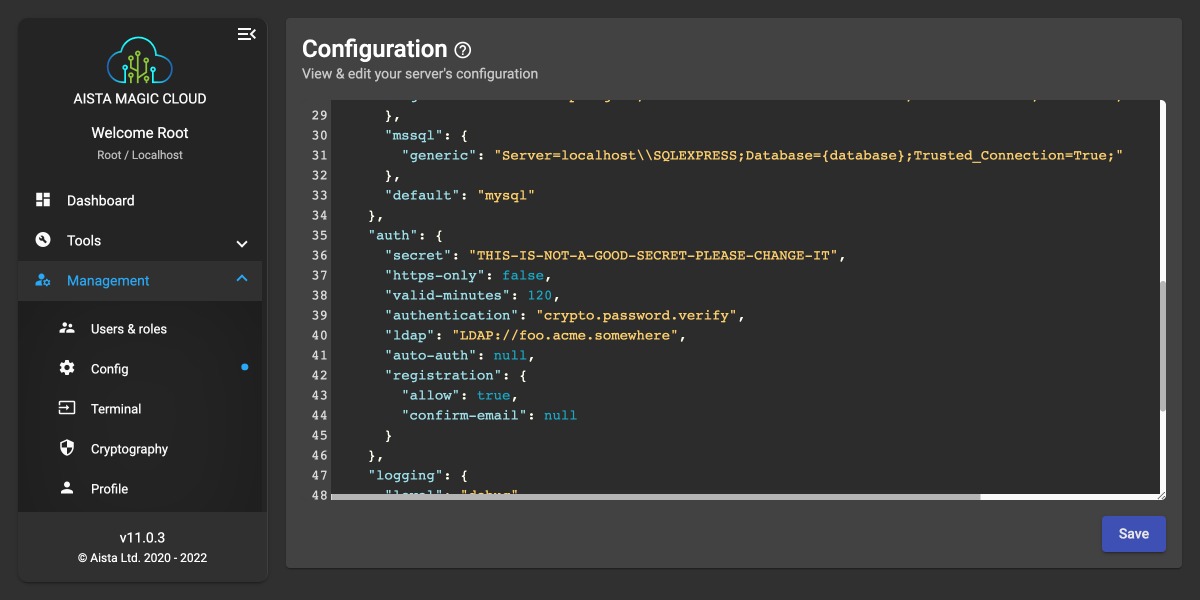 AISTA MAGIC CLOUD
Welcome Root
Root / Localhost
Dashboard
Tools
Management
Users & roles
Config
Terminal
Cryptography
Profile
v11.0.3
© Aista Ltd. 2020 - 2022
Configuration
View & edit your server's configuration
29 },
30 "mssql": {
31 "generic": "Server=localhost\\SQLEXPRESS;Database={database};Trusted_Connection=True;"
32 },
33 "default": "mysql"
34 },
35 "auth": {
36 "secret": "THIS-IS-NOT-A-GOOD-SECRET-PLEASE-CHANGE-IT",
37 "https-only": false,
38 "valid-minutes": 120,
39 "authentication": "crypto.password.verify",
40 "ldap": "LDAP://foo.acme.somewhere",
41 "auto-auth": null,
42 "registration": {
43 "allow": true,
44 "confirm-email": null
45 }
46 },
47 "logging": {
48 "level": "debug"
Save